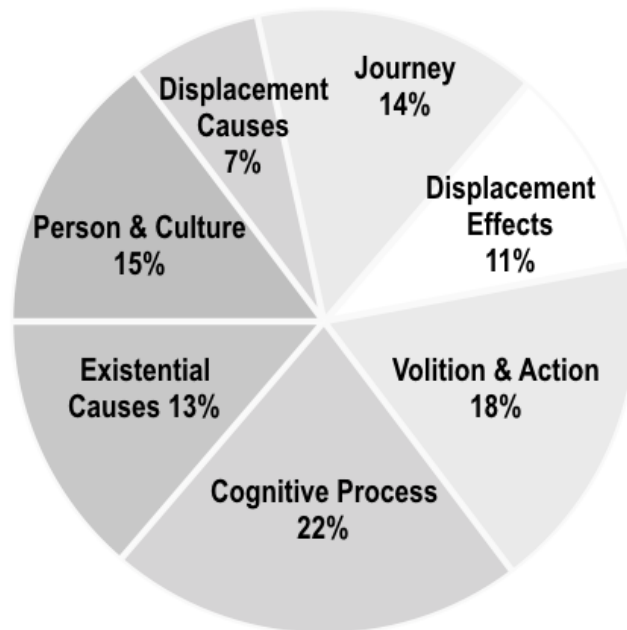 Journey
14%
Displacement
Causes
7%
Displacement
Effects
11%
Person & Culture
15%
Existential
Causes 13%
Volition & Action
18%
Cognitive Process
22%